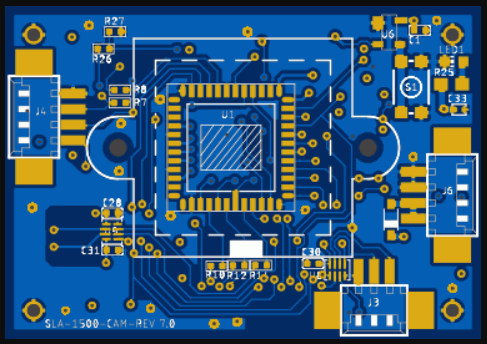 R27
U6
C1
R26
LED1
R25
R8
S1
R7
C33
J4
U1
J6
C28
C31
C30
R10 R12 R1
J3
SLA-1500-CAM-REV 7.0